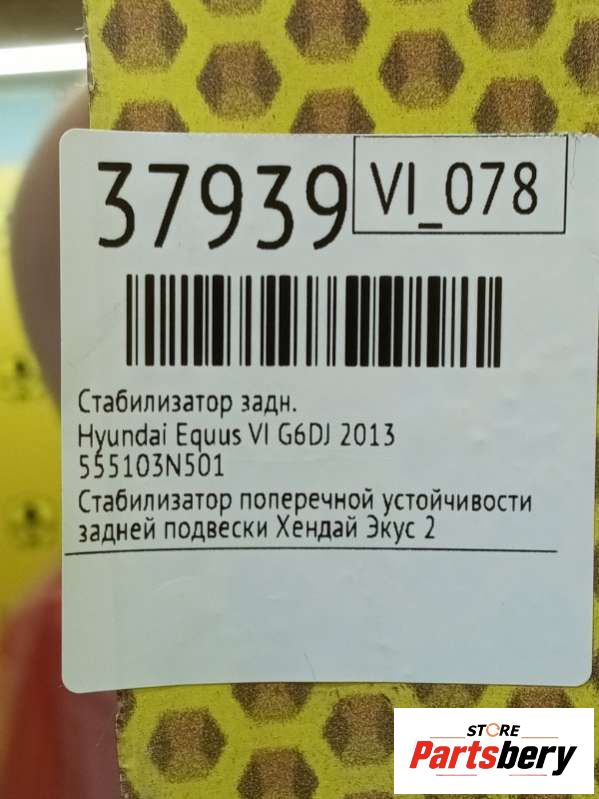 37939
VI_078
Стабилизатор задн.
Hyundai Equus VI G6DJ 2013
555103N501
Стабилизатор поперечной устойчивости
задней подвески Хендай Экус 2
STORE
Partsbery